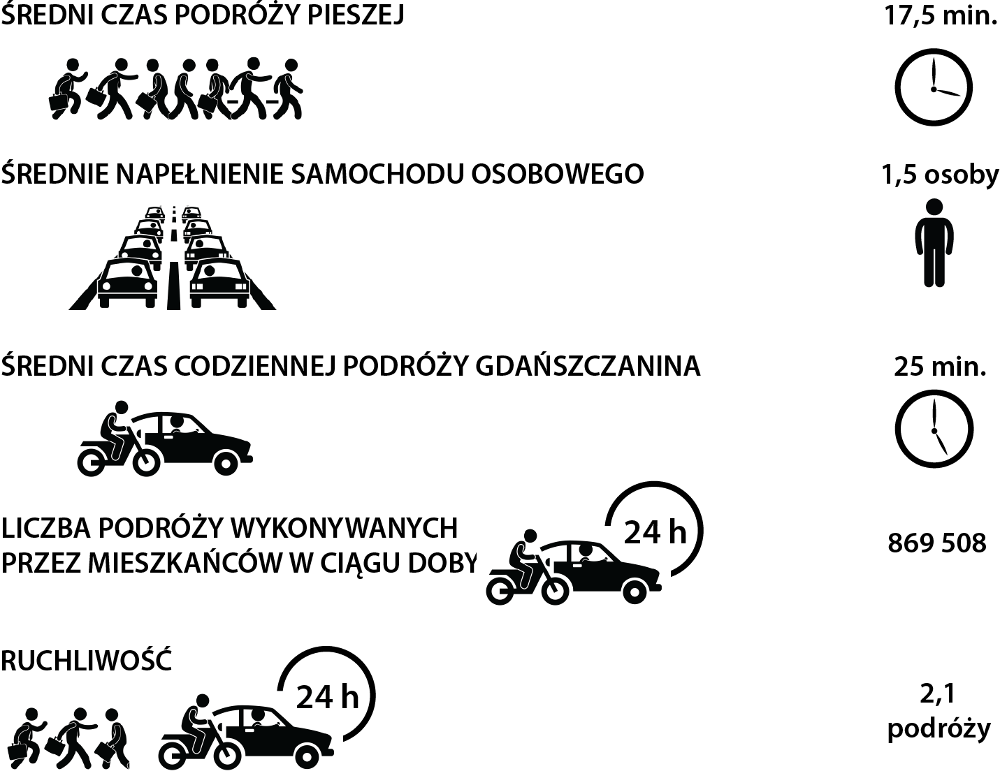 ŚREDNI CZAS PODRÓŻY PIESZEJ
17,5 min.
ŚREDNIE NAPEŁNIENIE SAMOCHODU OSOBOWEGO
1,5 osoby
ŚREDNI CZAS CODZIENNEJ PODRÓŻY GDAŃSZCZANINA
25 min.
LICZBA PODRÓŻY WYKONYWANYCH
PRZEZ MIESZKAŃCÓW W CIĄGU DOBY
24 h
869 508
RUCHLIWOŚĆ
24 h
2,1
podróży